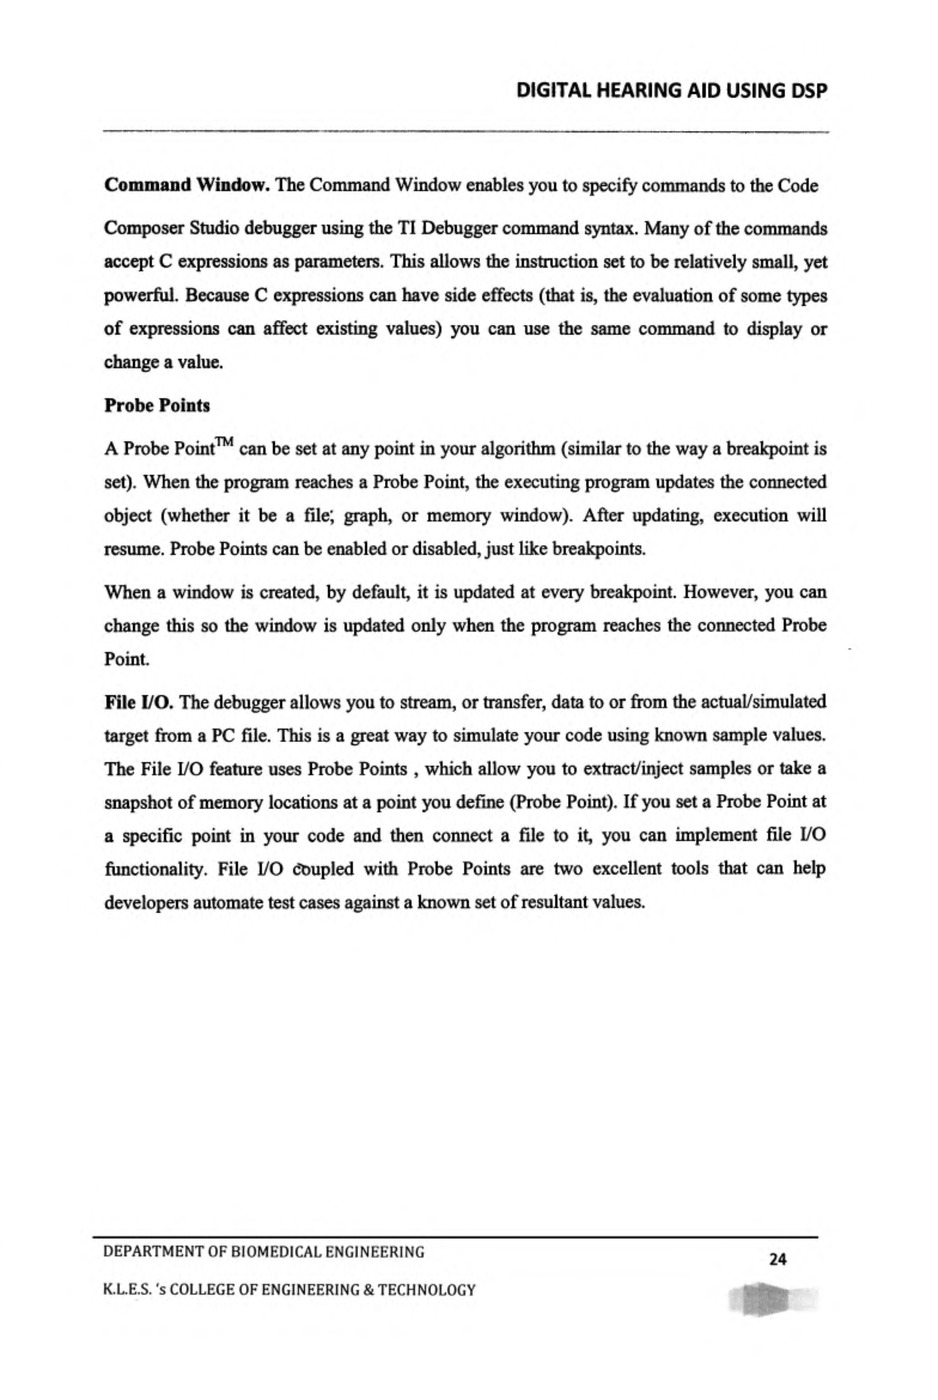 DIGITAL HEARING AID USING DSP
Command Window. The Command Window enables you to specify commands to the Code
Composer Studio debugger using the TI Debugger command syntax. Many of the commands
accept C expressions as parameters. This allows the instruction set to be relatively small, yet
powerful. Because C expressions can have side effects (that is, the evaluation of some types
of expressions can affect existing values) you can use the same command to display or
change a value.
Probe Points
A Probe Point™ can be set at any point in your algorithm (similar to the way a breakpoint is
set). When the program reaches a Probe Point, the executing program updates the connected
object (whether it be a file; graph, or memory window). After updating, execution will
resume. Probe Points can be enabled or disabled, just like breakpoints.
When a window is created, by default, it is updated at every breakpoint. However, you can
change this so the window is updated only when the program reaches the connected Probe
Point.
File I/O. The debugger allows you to stream, or transfer, data to or from the actual/simulated
target from a PC file. This is a great way to simulate your code using known sample values.
The File I/O feature uses Probe Points , which allow you to extract/inject samples or take a
snapshot of memory locations at a point you define (Probe Point). If you set a Probe Point at
a specific point in your code and then connect a file to it, you can implement file I/O
functionality. File I/O coupled with Probe Points are two excellent tools that can help
developers automate test cases against a known set of resultant values.
DEPARTMENT OF BIOMEDICAL ENGINEERING
24
K.L.E.S. 's COLLEGE OF ENGINEERING & TECHNOLOGY